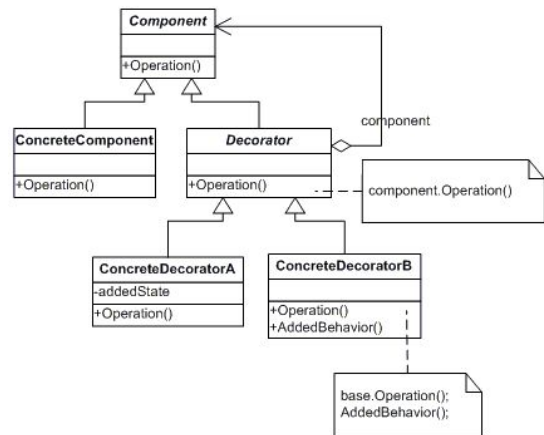 Component
+Operation()
component
ConcreteComponent
+Operation()
Decorator
+Operation()
component.Operation()
ConcreteDecoratorA
-addedState
+Operation()
ConcreteDecoratorB
+Operation()
+AddedBehavior()
base.Operation();
AddedBehavior();